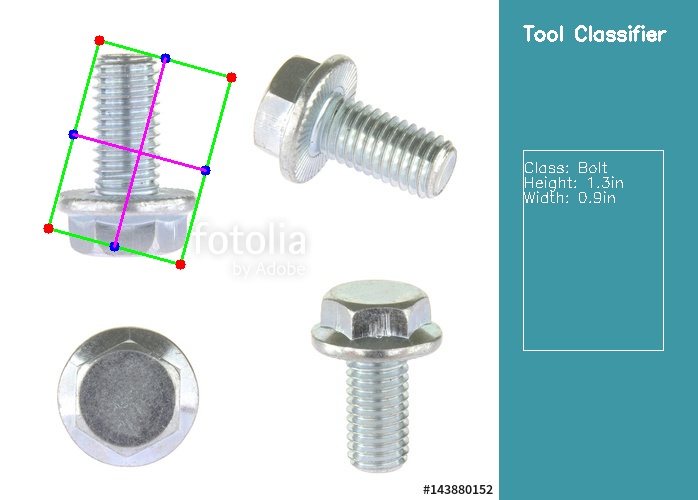 Tool Classifier
Class: Bolt
Height: 1.3in
Width: 0.9in
fotolia
by Adobe
#143880152